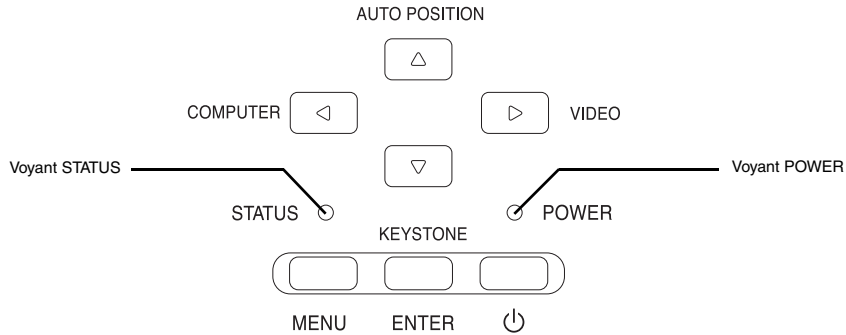 AUTO POSITION
COMPUTER
VIDEO
Voyant STATUS
Voyant POWER
STATUS
POWER
KEYSTONE
MENU
ENTER